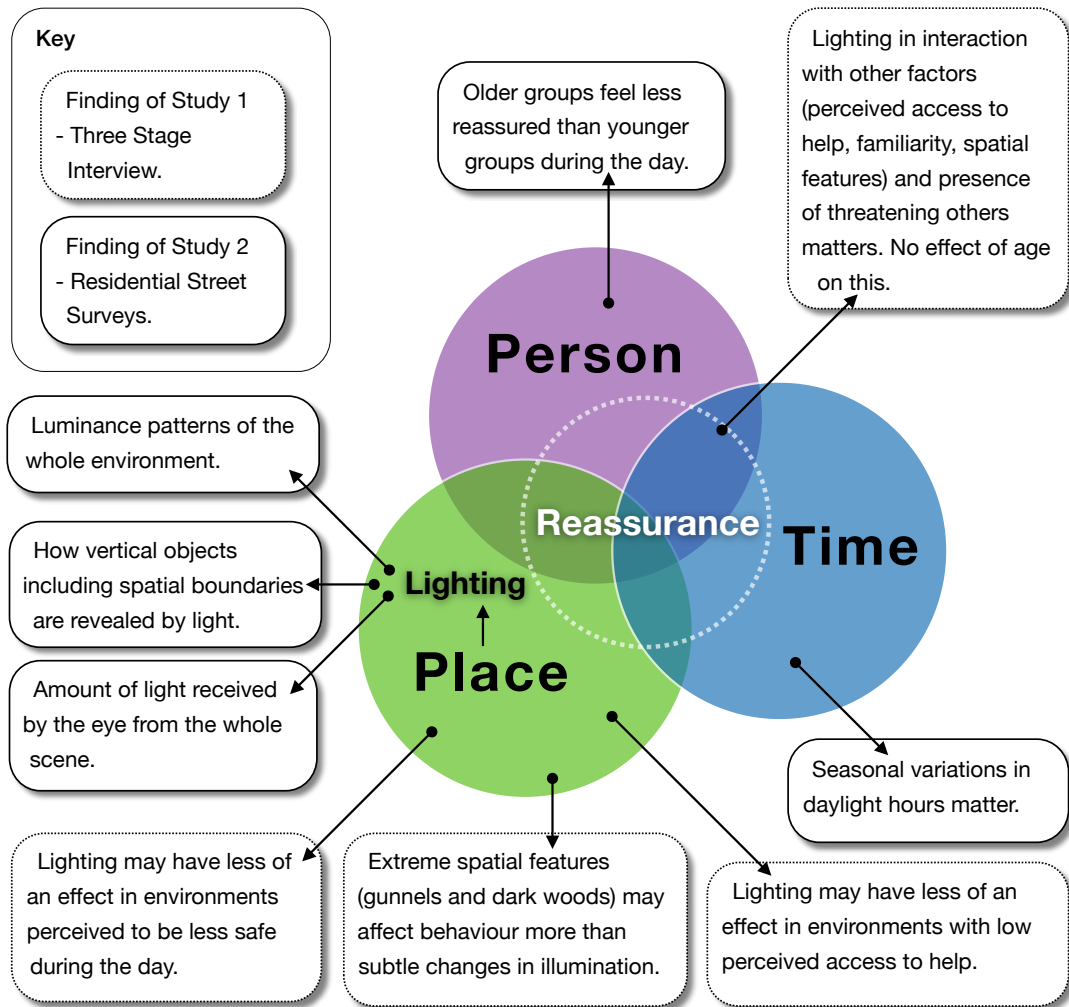 Key
Finding of Study 1
- Three Stage
Interview.
Finding of Study 2
- Residential Street
Surveys.
Older groups feel less
reassured than younger
groups during the day.
Lighting in interaction
with other factors
(perceived access to
help, familiarity, spatial
features) and presence
of threatening others
matters. No effect of age
on this.
Person
Luminance patterns of the
whole environment.
Reassurance
Time
How vertical objects
including spatial boundaries
are revealed by light.
Lighting
Place
Amount of light received
by the eye from the whole
scene.
Seasonal variations in
daylight hours matter.
Lighting may have less of
an effect in environments
perceived to be less safe
during the day.
Extreme spatial features
(gunnels and dark woods) may
affect behaviour more than
subtle changes in illumination.
Lighting may have less of an
effect in environments with low
perceived access to help.